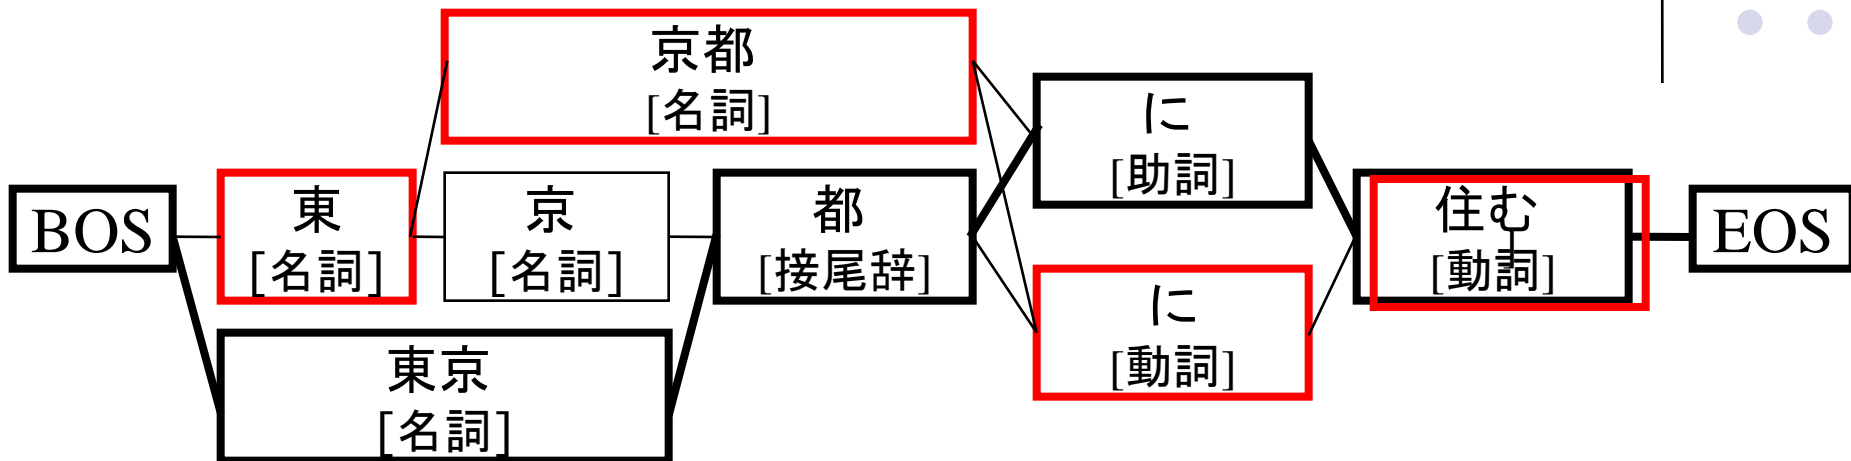 京都
[名詞]
に
[助詞]
BOS
東
[名詞]
京
[名詞]
都
[接尾辞]
住む
[動詞]
EOS
に
[動詞]
東京
[名詞]